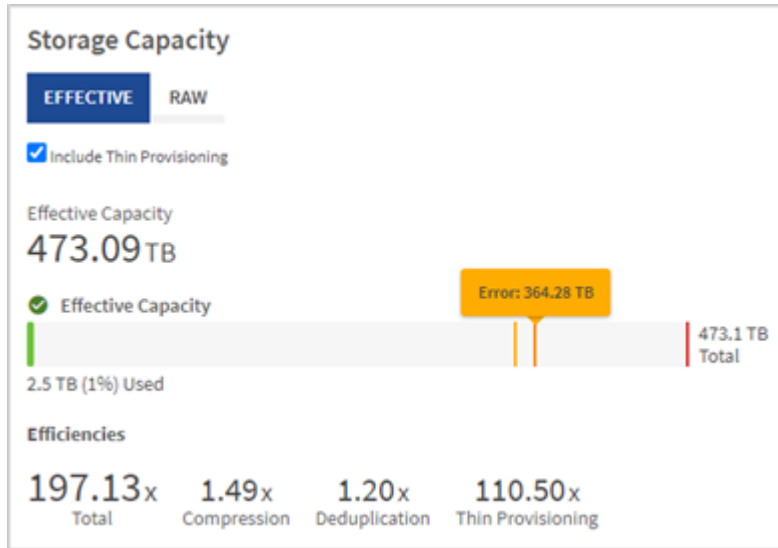 Storage Capacity
EFFECTIVE RAW
Include Thin Provisioning
Effective Capacity
473.09 TB
Error: 364.28 TB
Effective Capacity
473.1 TB
Total
2.5 TB (1%) Used
Efficiencies
197.13x 1.49x 1.20x 110.50x
Total Compression Deduplication Thin Provisioning